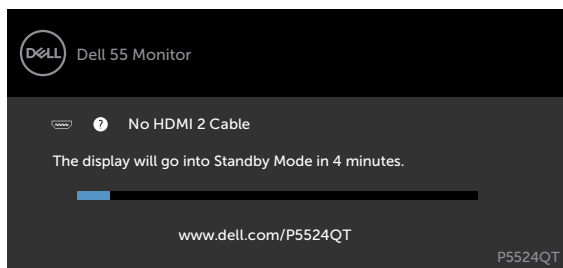 DELL
Dell 55 Monitor
? No HDMI 2 Cable
The display will go into Standby Mode in 4 minutes.
www.dell.com/P5524QT
P5524QT